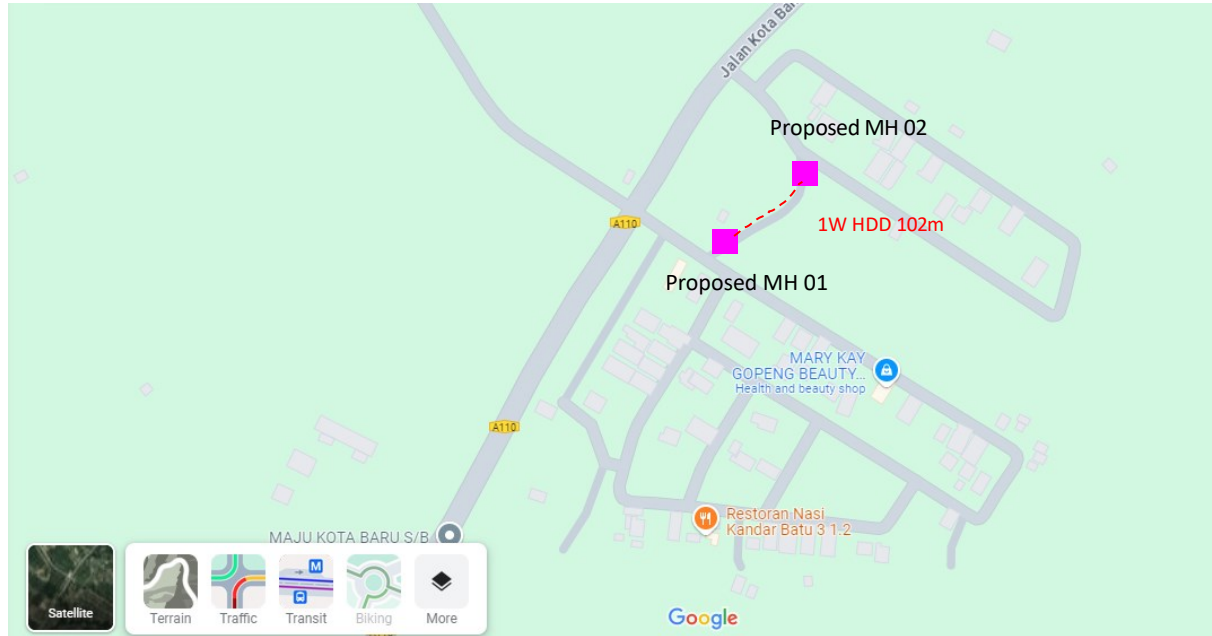 Jalan Kota Bar
Proposed MH 02
1W HDD 102m
A110
Proposed MH 01
MARY KAY
GOPENG BEAUTY...
Health and beauty shop
A110
Restoran Nasi
Kandar Batu 3 1.2
MAJU KOTA BARU S/B
M
Satellite
Terrain
Traffic
Transit
Biking
More
Google